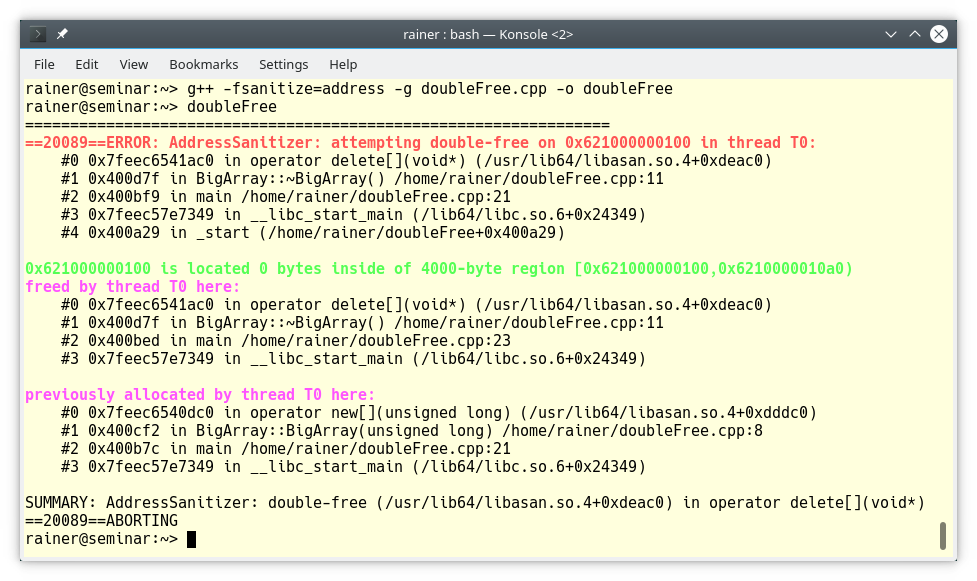 rainer : bash — Konsole <2>
File Edit View Bookmarks Settings Help
rainer@seminar:~> g++ -fsanitize=address -g doubleFree.cpp -o doubleFree
rainer@seminar:~> doubleFree
=================================================================
==20089==ERROR: AddressSanitizer: attempting double-free on 0x621000000100 in thread T0:
    #0 0x7feec6541ac0 in operator delete[](void*) (/usr/lib64/libasan.so.4+0xdeac0)
    #1 0x400d7f in BigArray::~BigArray() /home/rainer/doubleFree.cpp:11
    #2 0x400bf9 in main /home/rainer/doubleFree.cpp:21
    #3 0x7feec57e7349 in __libc_start_main (/lib64/libc.so.6+0x24349)
    #4 0x400a29 in _start (/home/rainer/doubleFree+0x400a29)

0x621000000100 is located 0 bytes inside of 4000-byte region [0x621000000100,0x6210000010a0)
freed by thread T0 here:
    #0 0x7feec6541ac0 in operator delete[](void*) (/usr/lib64/libasan.so.4+0xdeac0)
    #1 0x400d7f in BigArray::~BigArray() /home/rainer/doubleFree.cpp:11
    #2 0x400bed in main /home/rainer/doubleFree.cpp:23
    #3 0x7feec57e7349 in __libc_start_main (/lib64/libc.so.6+0x24349)

previously allocated by thread T0 here:
    #0 0x7feec6540dc0 in operator new[](unsigned long) (/usr/lib64/libasan.so.4+0xdddc0)
    #1 0x400cf2 in BigArray::BigArray(unsigned long) /home/rainer/doubleFree.cpp:8
    #2 0x400b7c in main /home/rainer/doubleFree.cpp:21
    #3 0x7feec57e7349 in __libc_start_main (/lib64/libc.so.6+0x24349)

SUMMARY: AddressSanitizer: double-free (/usr/lib64/libasan.so.4+0xdeac0) in operator delete[](void*)
==20089==ABORTING
rainer@seminar:~>